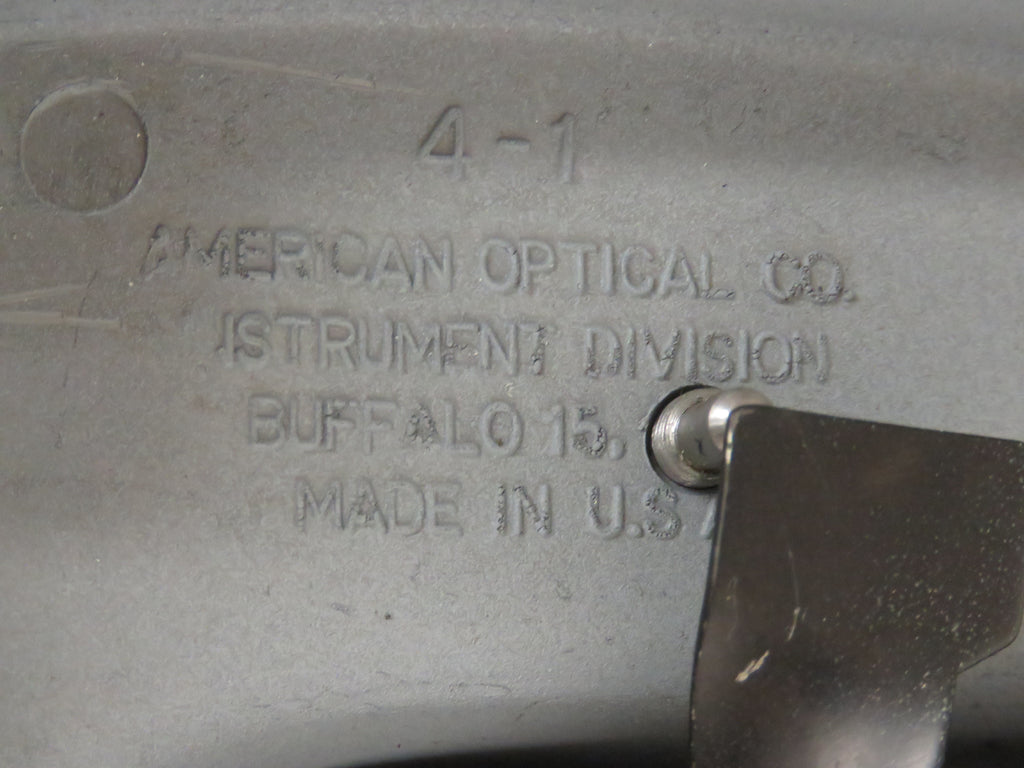 4-1
AMERICAN OPTICAL CO.
ISTRUMENT DIVISION
BUFFALO 15.
MADE IN U.S